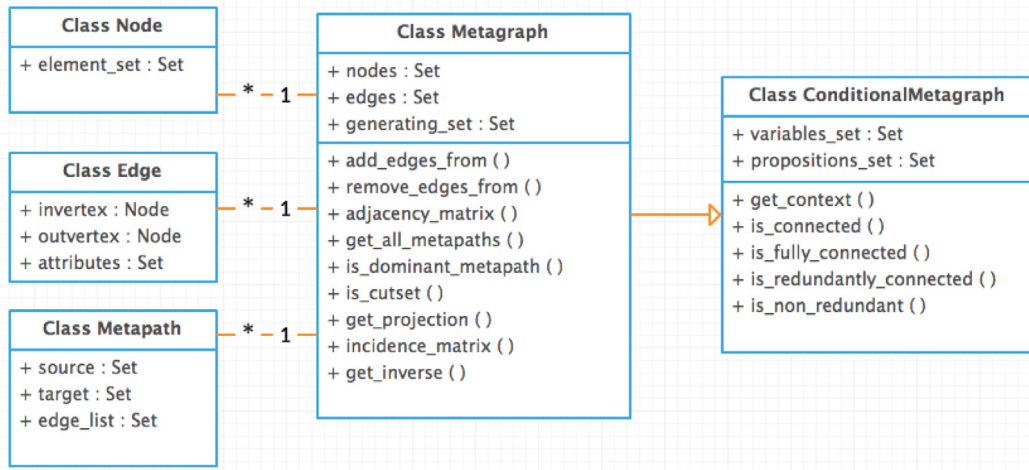 Class Node
+ element_set : Set
* 1
Class Edge
+ invertex : Node
+ outvertex : Node
+ attributes : Set
* 1
Class Metapath
+ source : Set
+ target : Set
+ edge_list : Set
* 1
Class Metagraph
+ nodes : Set
+ edges : Set
+ generating_set : Set
+ add_edges_from ( )
+ remove_edges_from ( )
+ adjacency_matrix ( )
+ get_all_metapaths ( )
+ is_dominant_metapath ( )
+ is_cutset ( )
+ get_projection ( )
+ incidence_matrix ( )
+ get_inverse ( )
Class ConditionalMetagraph
+ variables_set : Set
+ propositions_set : Set
+ get_context ( )
+ is_connected ( )
+ is_fully_connected ( )
+ is_redundantly_connected ( )
+ is_non_redundant ( )